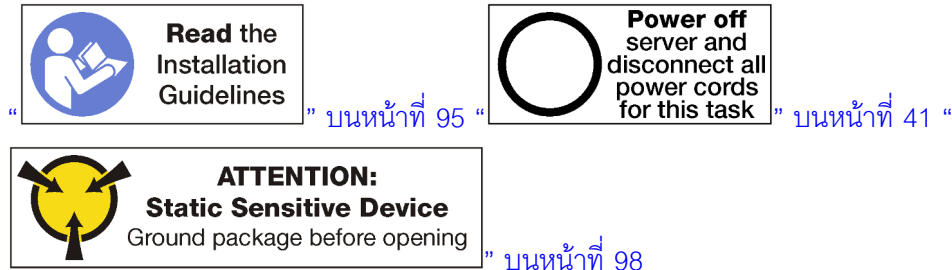 “ Read the
Installation
Guidelines ” บนหน้าที่ 95 “ Power off
server and
disconnect all
power cords
for this task ” บนหน้าที่ 41 “
ATTENTION:
Static Sensitive Device
Ground package before opening ” บนหน้าที่ 98